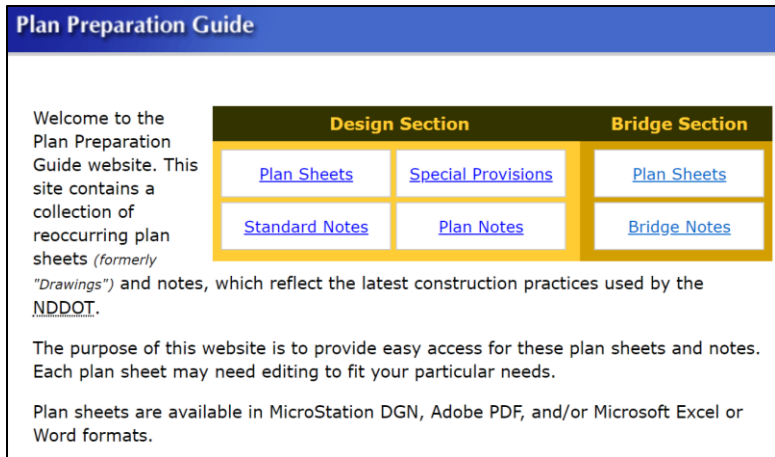 Plan Preparation Guide
Welcome to the
Plan Preparation
Guide website. This
site contains a
collection of
reoccurring plan
sheets (formerly
"Drawings") and notes, which reflect the latest construction practices used by the
NDDOT.
Design Section
Bridge Section
Plan Sheets
Special Provisions
Plan Sheets
Standard Notes
Plan Notes
Bridge Notes
The purpose of this website is to provide easy access for these plan sheets and notes.
Each plan sheet may need editing to fit your particular needs.
Plan sheets are available in MicroStation DGN, Adobe PDF, and/or Microsoft Excel or
Word formats.